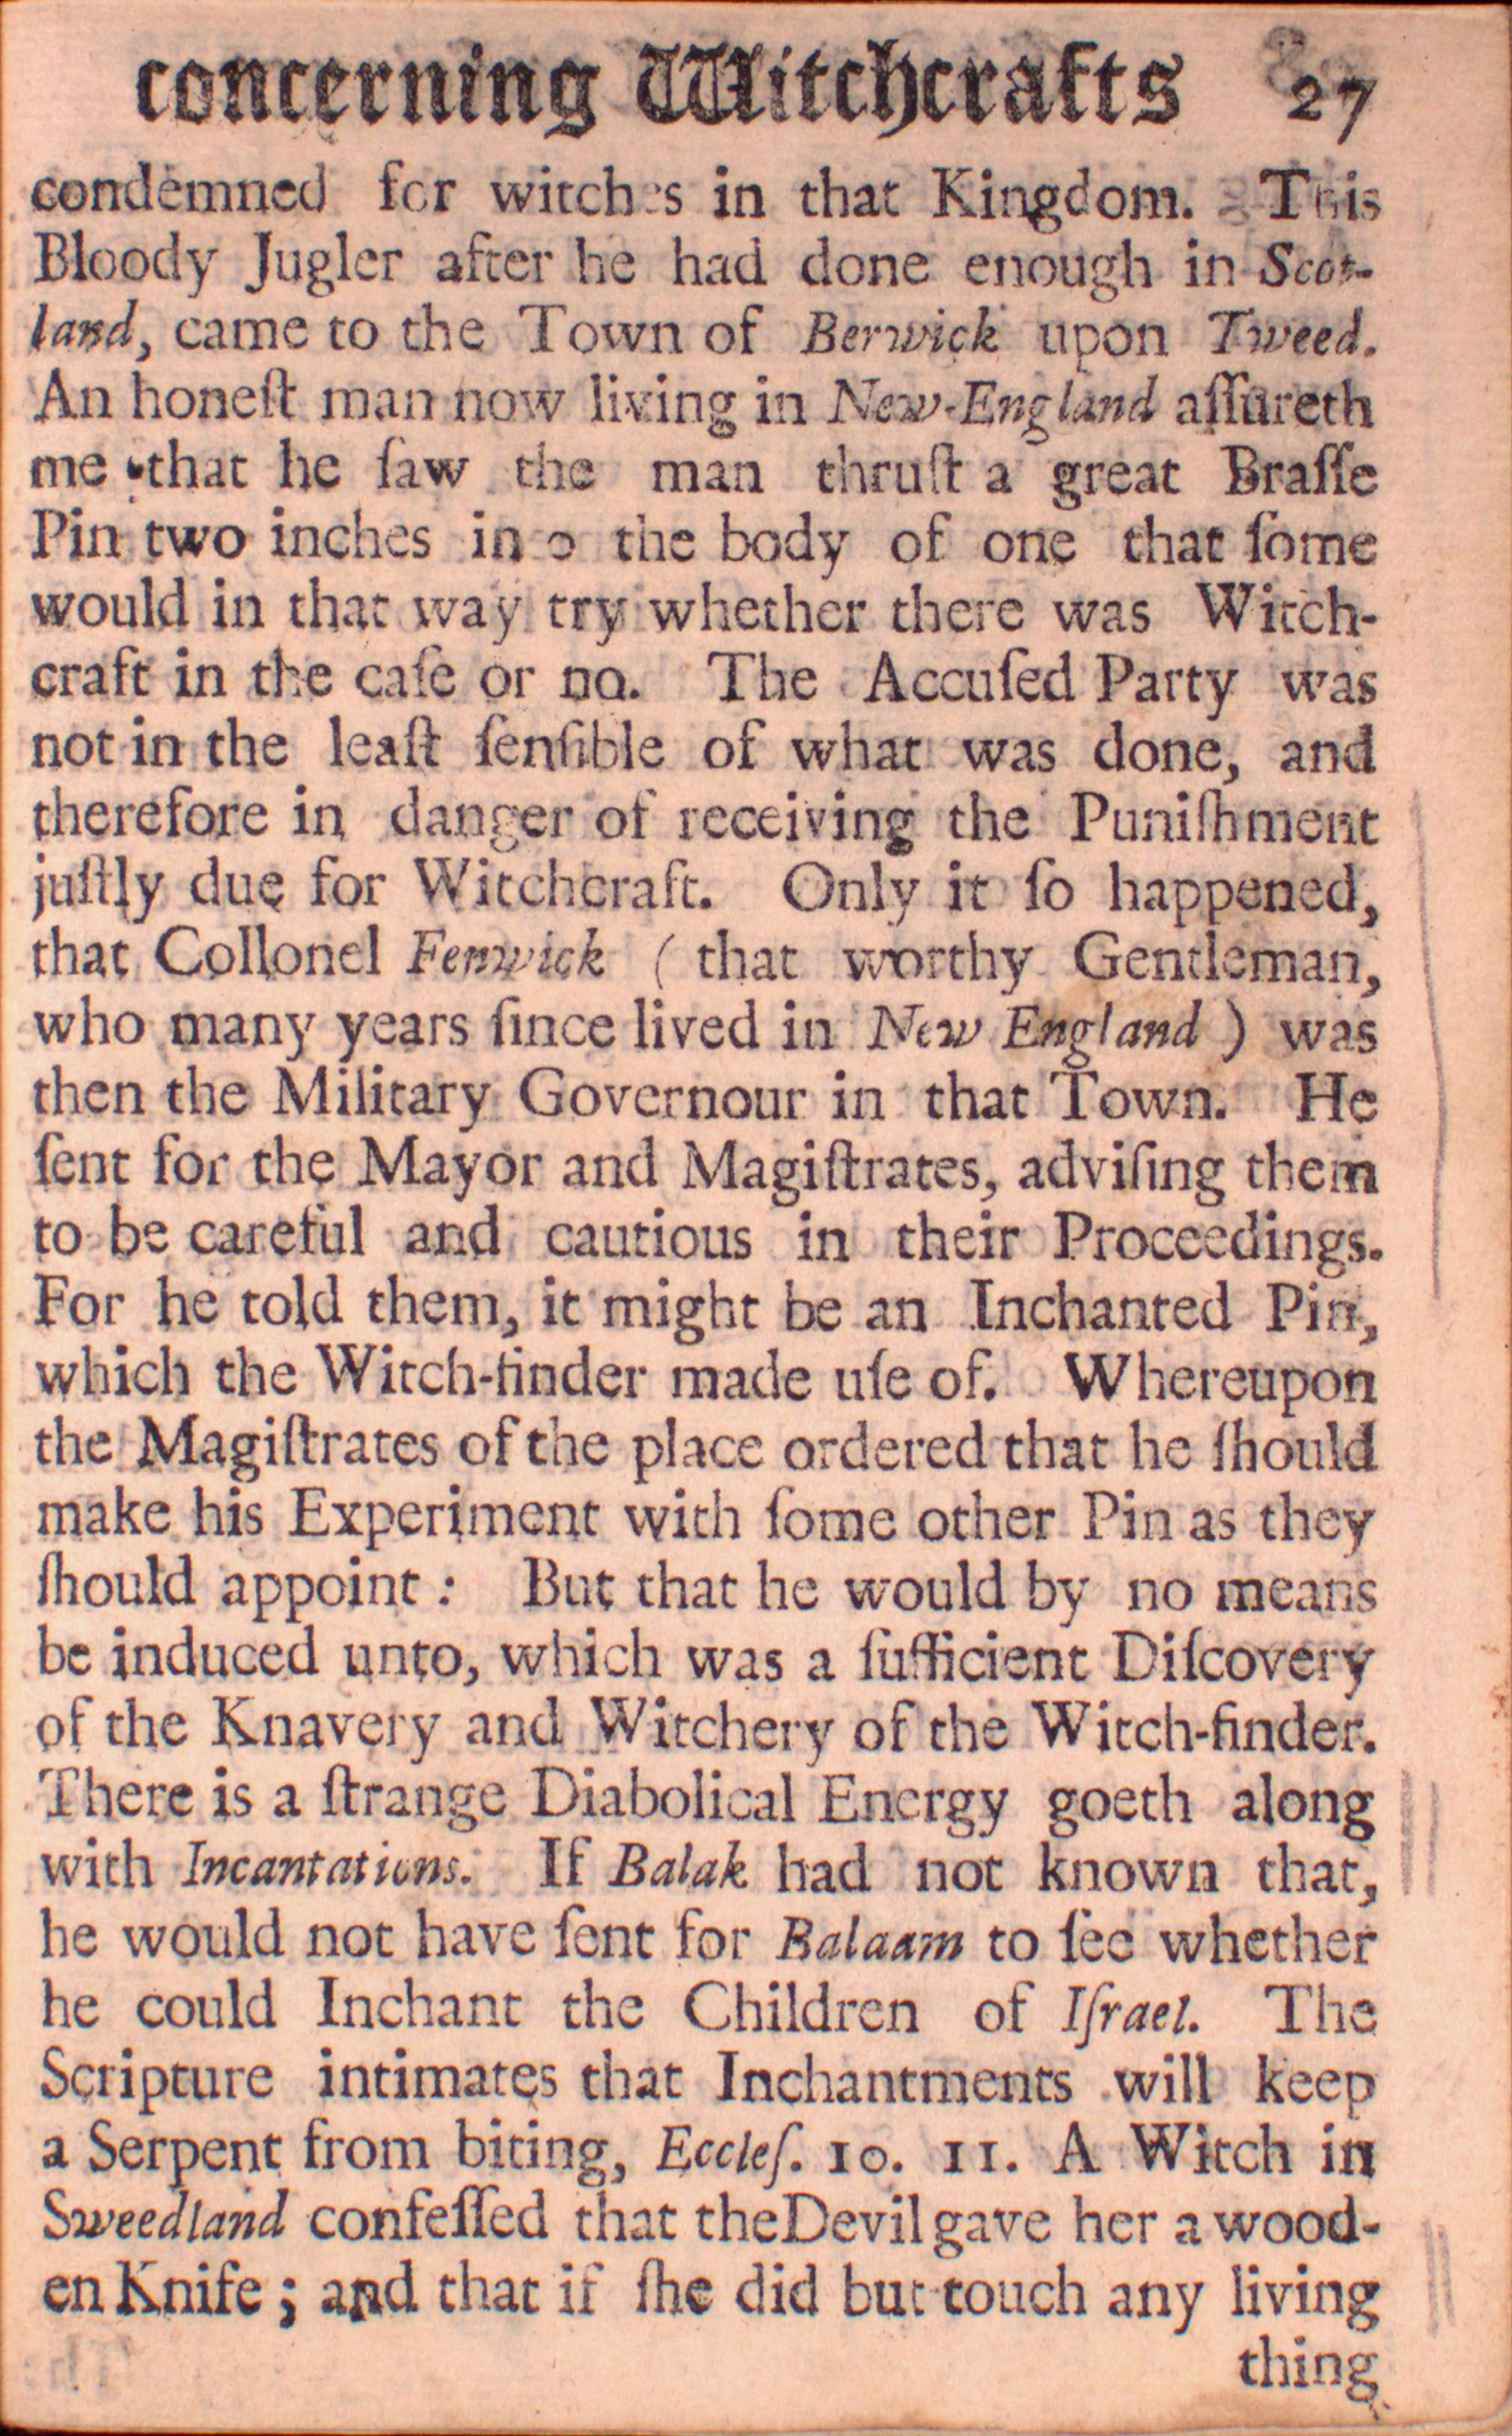 concerning Witchcrafts 27
condemned for witches in that Kingdom. This
Bloody Jugler after he had done enough in Scot-
land, came to the Town of Berwick upon Tweed.
An honeſt man now living in New-England aſſureth
me that he ſaw the man thruſt a great Braſſe
Pin two inches into the body of one that ſome
would in that way try whether there was Witch-
craft in the caſe or no. The Accuſed Party was
not in the leaſt ſenſible of what was done, and
therefore in danger of receiving the Puniſhment
juſtly due for Witchcraft. Only it ſo happened,
that Collonel Fenwick ( that worthy Gentleman,
who many years ſince lived in New England ) was
then the Military Governour in that Town. He
ſent for the Mayor and Magiſtrates, adviſing them
to be careful and cautious in their Proceedings.
For he told them, it might be an Inchanted Pin,
which the Witch-finder made uſe of. Whereupon
the Magiſtrates of the place ordered that he ſhould
make his Experiment with ſome other Pin as they
ſhould appoint : But that he would by no means
be induced unto, which was a ſufficient Diſcovery
of the Knavery and Witchery of the Witch-finder.
There is a ſtrange Diabolical Energy goeth along
with Incantations. If Balak had not known that,
he would not have ſent for Balaam to ſee whether
he could Inchant the Children of Iſrael. The
Scripture intimates that Inchantments will keep
a Serpent from biting, Eccleſ. 10. 11. A Witch in
Sweedland confeſſed that theDevil gave her a wood-
en Knife ; and that if ſhe did but touch any living
thing